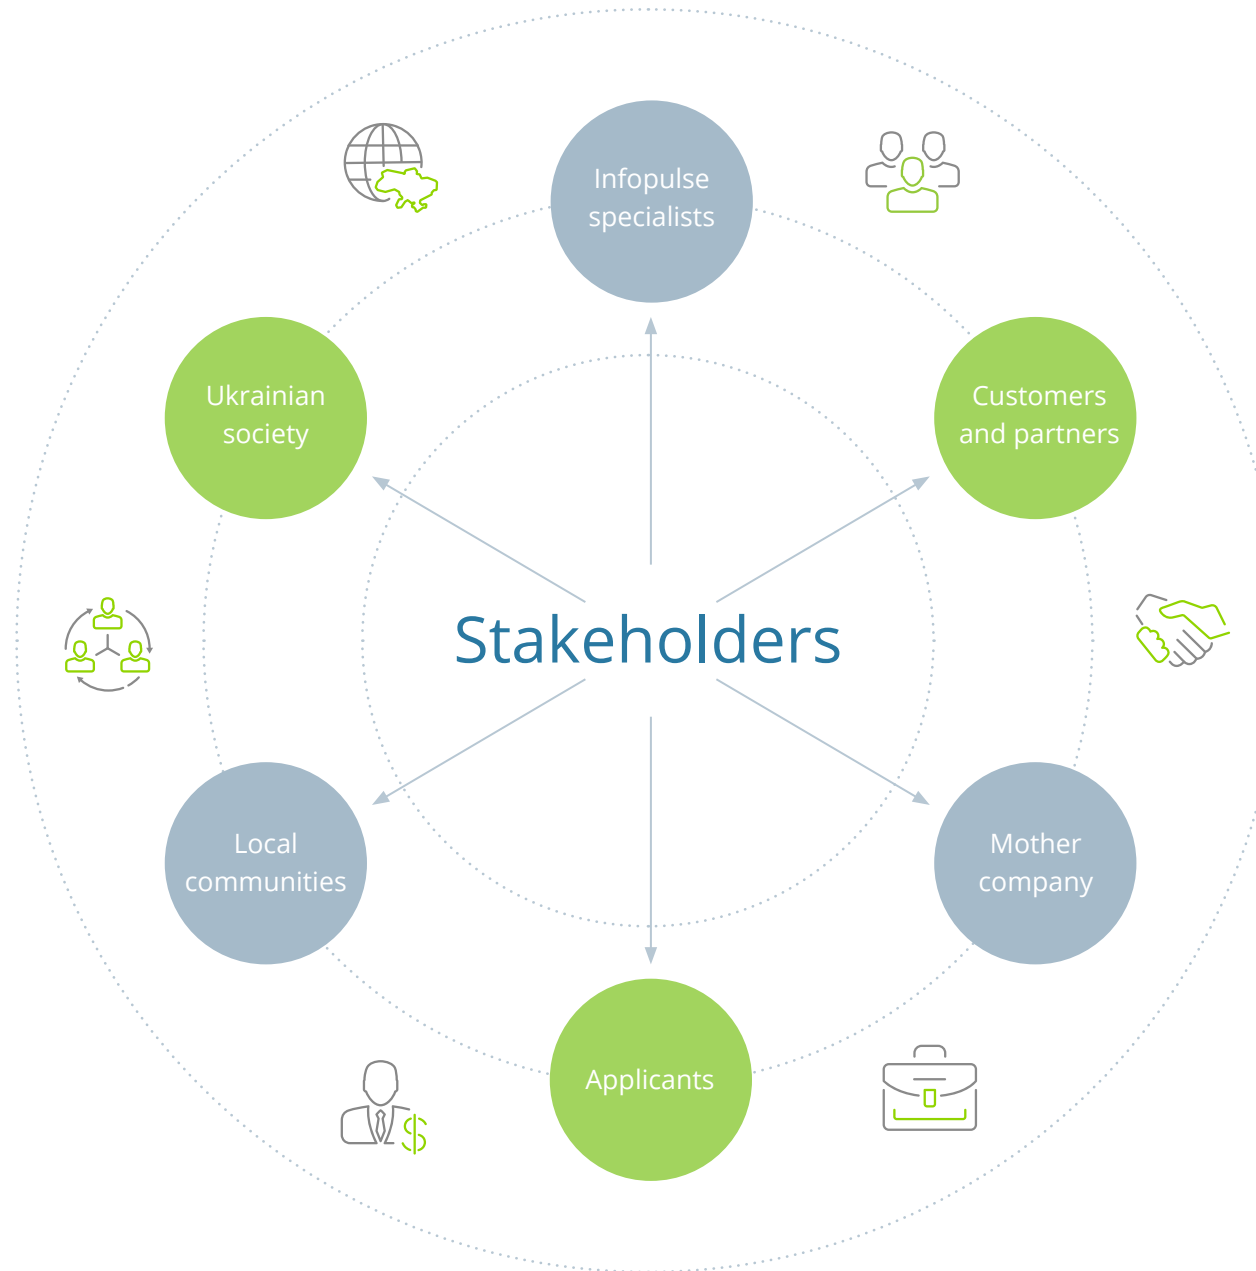 Infopulse
specialists
Ukrainian
society
Customers
and partners
Stakeholders
Local
communities
Mother
company
Applicants